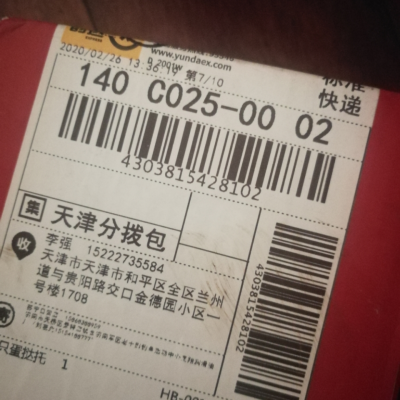 www.yundaex.com
2020/02/26 13:36:19 第7/10
标准
快递
140 C025-00 02
4303815428102
集 天津分拨包
收 李强 15222735584
天津市天津市和平区全区兰州
道与贵阳路交口金德园小区一
号楼1708
4303815428102
只蛋挞托 1